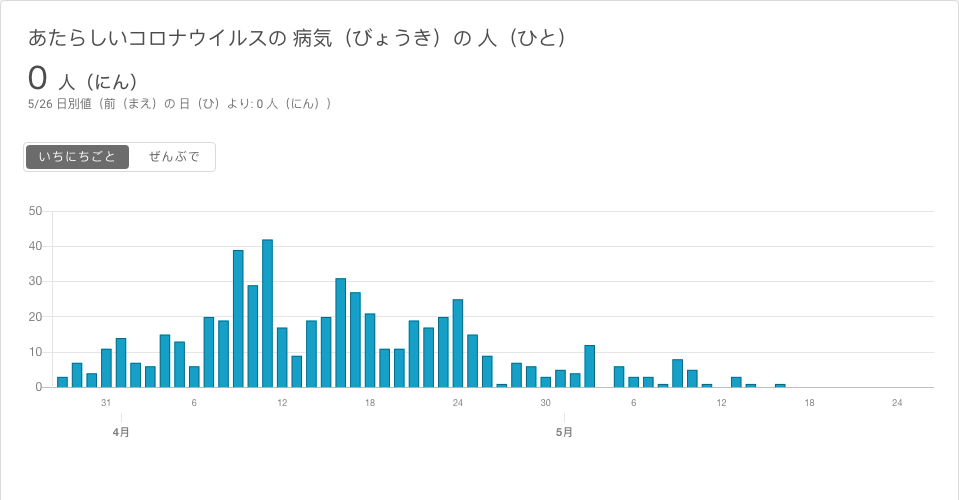 あたらしいコロナウイルスの 病気（びょうき）の 人（ひと）
0 人（にん）
5/26 日別値（前（まえ）の 日（ひ）より: 0 人（にん））
いちにちごと ぜんぶで
50
40
30
20
10
0
31 6 12 18 24 30 6 12 18 24
4月 5月